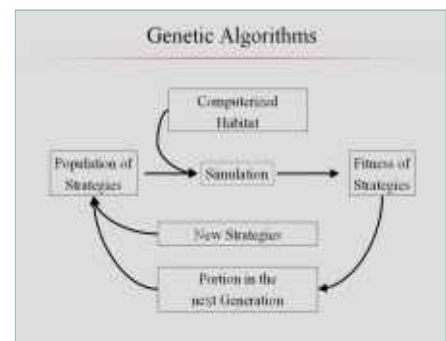 Genetic Algorithms
Computerized
Habitat
Population of
Strategies
Simulation
Fitness of
Strategies
New Strategies
Portion in the
next Generation